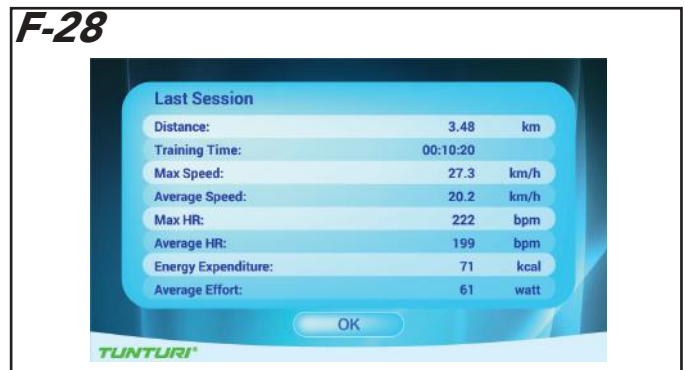 F-28
Last Session
Distance: 3.48 km
Training Time: 00:10:20
Max Speed: 27.3 km/h
Average Speed: 20.2 km/h
Max HR: 222 bpm
Average HR: 199 bpm
Energy Expenditure: 71 kcal
Average Effort: 61 watt
OK
TUNTURI®